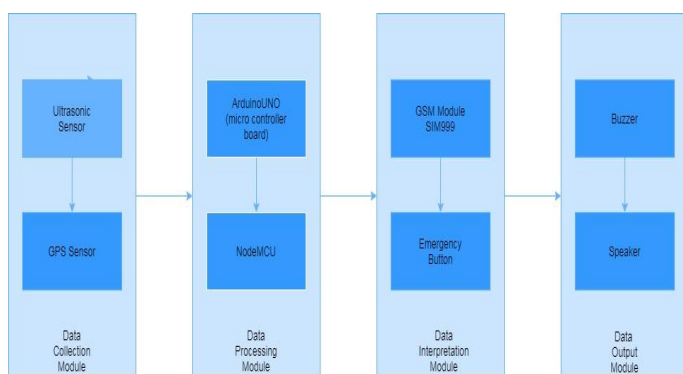 Ultrasonic
Sensor
GPS Sensor
Data
Collection
Module
ArduinoUNO
(micro controller
board)
NodeMCU
Data
Processing
Module
GSM Module
SIM999
Emergency
Button
Data
Interpretation
Module
Buzzer
Speaker
Data
Output
Module